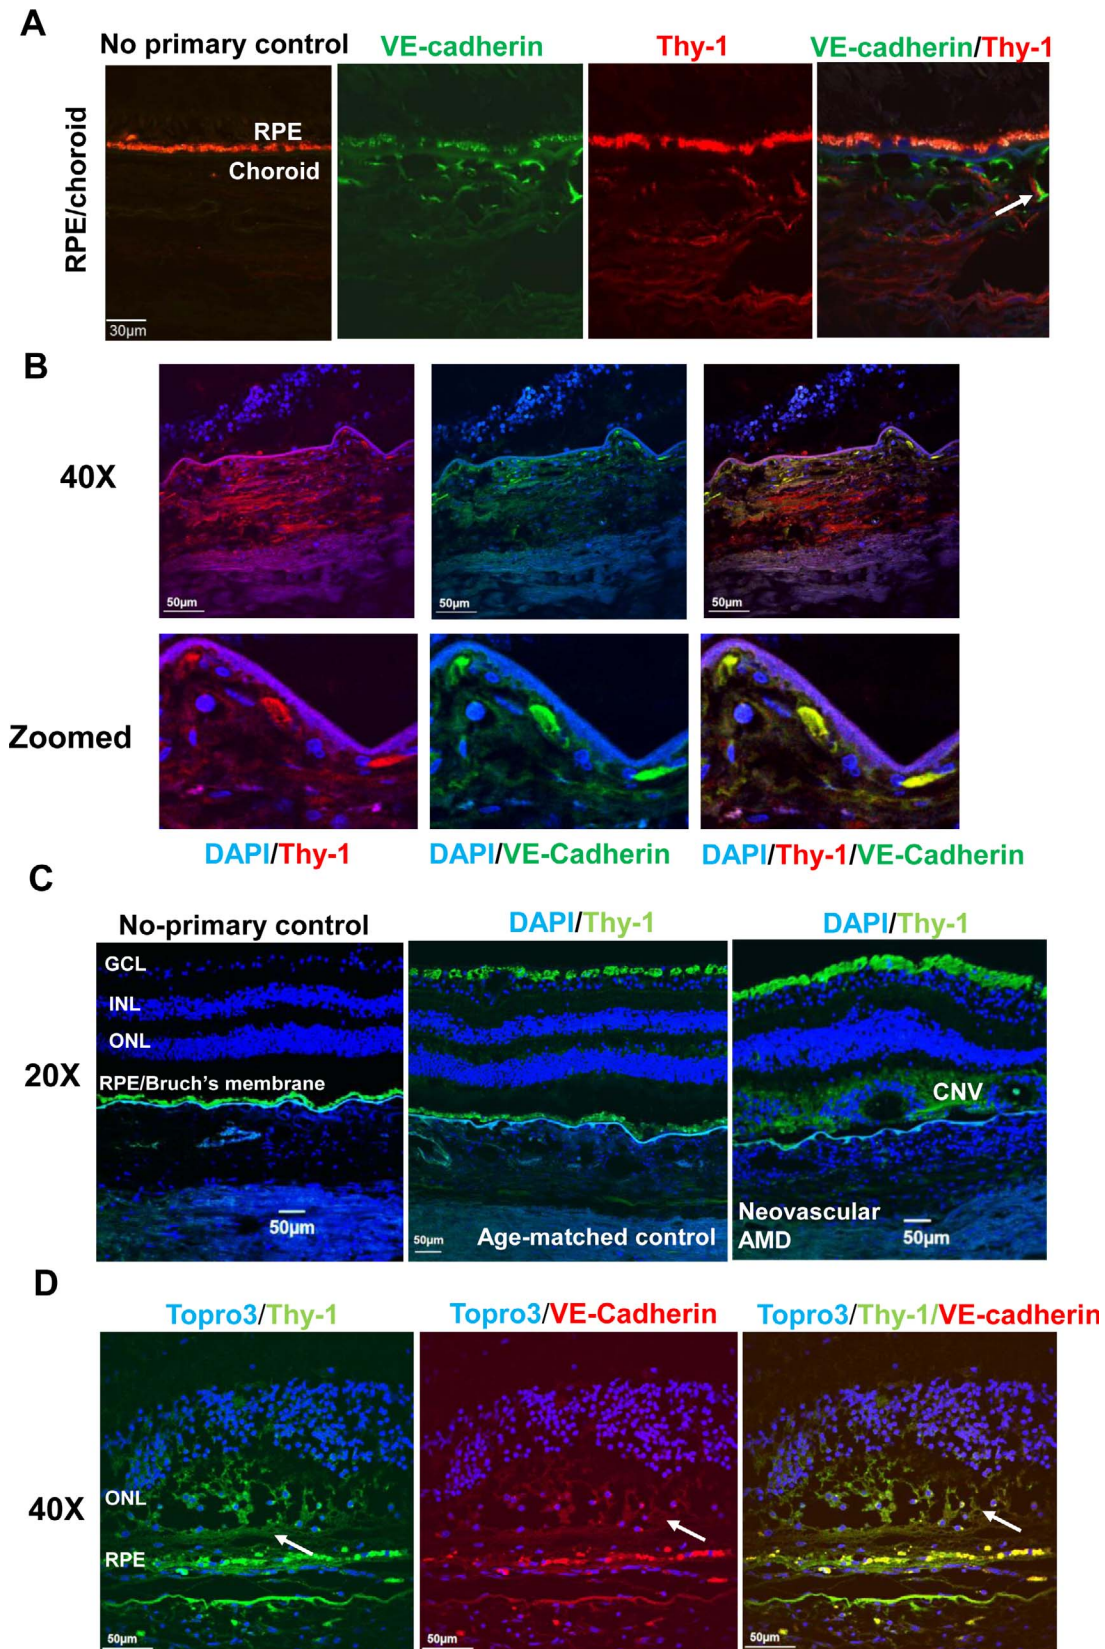 A
No primary control
VE-cadherin
Thy-1
VE-cadherin/Thy-1
RPE/choroid
RPE
Choroid
30µm
B
40X
50µm
50µm
50µm
Zoomed
DAPI/Thy-1
DAPI/VE-Cadherin
DAPI/Thy-1/VE-Cadherin
C
No-primary control
DAPI/Thy-1
DAPI/Thy-1
20X
GCL
INL
ONL
RPE/Bruch's membrane
50µm
50µm
Age-matched control
CNV
Neovascular
AMD
50µm
D
Topro3/Thy-1
Topro3/VE-Cadherin
Topro3/Thy-1/VE-cadherin
40X
ONL
RPE
50µm
50µm
50µm